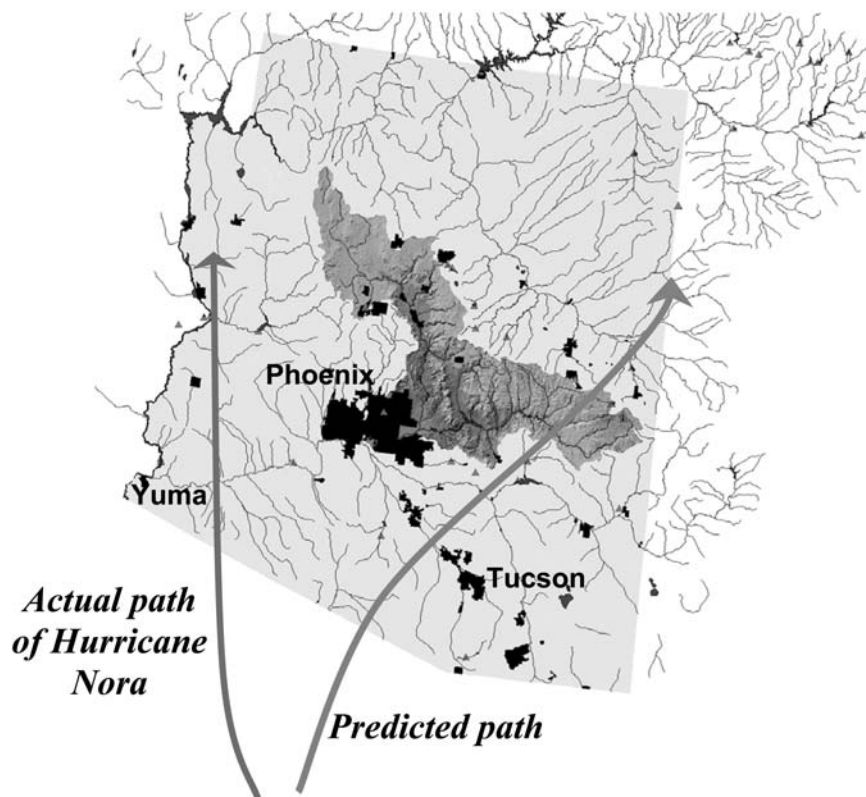 Phoenix
Yuma
Tucson
Actual path
of Hurricane
Nora
Predicted path